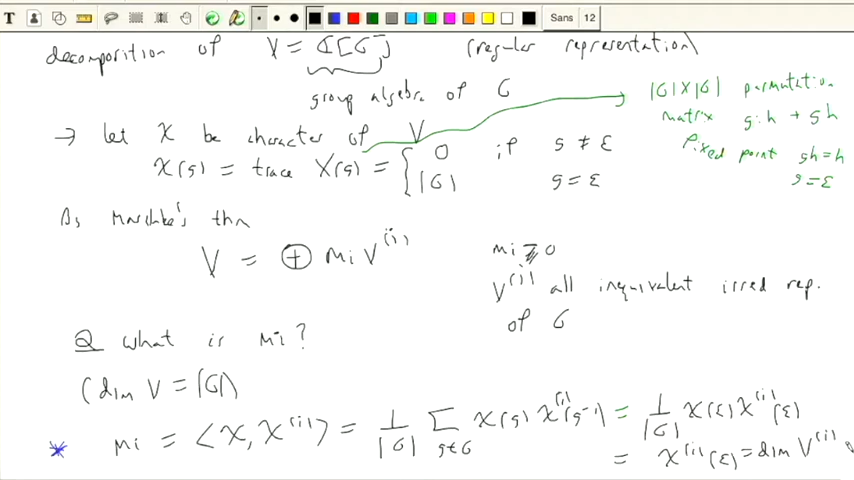 T Sans 12
decomposition of V = ℂ[G] (regular representation)
group algebra of G
|G|×|G| permutation
matrix g: h → gh
fixed point gh = h
g = ε
→ let χ be character of V
χ(g) = trace X(g) = { 0 if g ≠ ε
|G| g = ε
By Maschke's thm
V = ⊕ mi V^(i)
mi ≥ 0
V^(i) all inequivalent irred rep.
of G
Q what is mi?
(dim V = |G|)
* mi = <χ, χ^(i)> = 1/|G| Σ_{g∈G} χ(g) χ^(i)(g^-1) = 1/|G| χ(ε) χ^(i)(ε)
= χ^(i)(ε) = dim V^(i)